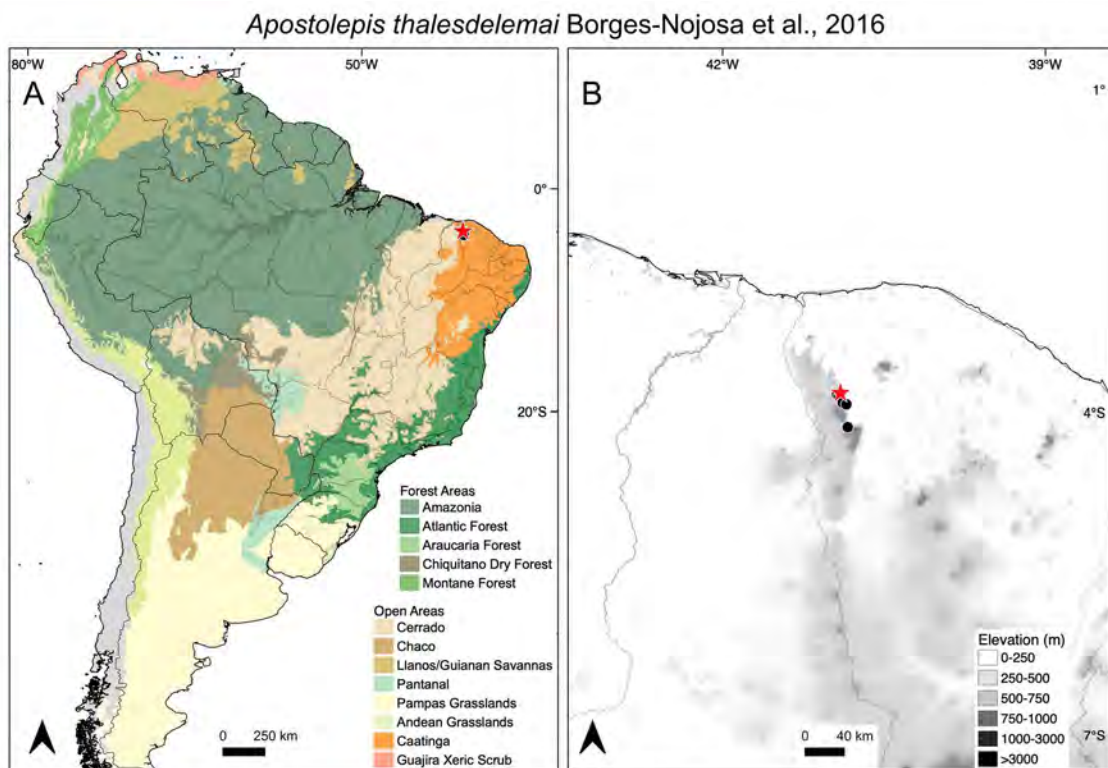 Apostolepis thalesdelemai Borges-Nojosa et al., 2016
80°W
50°W
A
0°
20°S
Forest Areas
Amazonia
Atlantic Forest
Araucaria Forest
Chiquitano Dry Forest
Montane Forest
Open Areas
Cerrado
Chaco
Llanos/Guianan Savannas
Pantanal
Pampas Grasslands
Andean Grasslands
Caatinga
Guajira Xeric Scrub
0 250 km
42°W
39°W
B
1°
4°S
7°S
Elevation (m)
0-250
250-500
500-750
750-1000
1000-3000
>3000
0 40 km